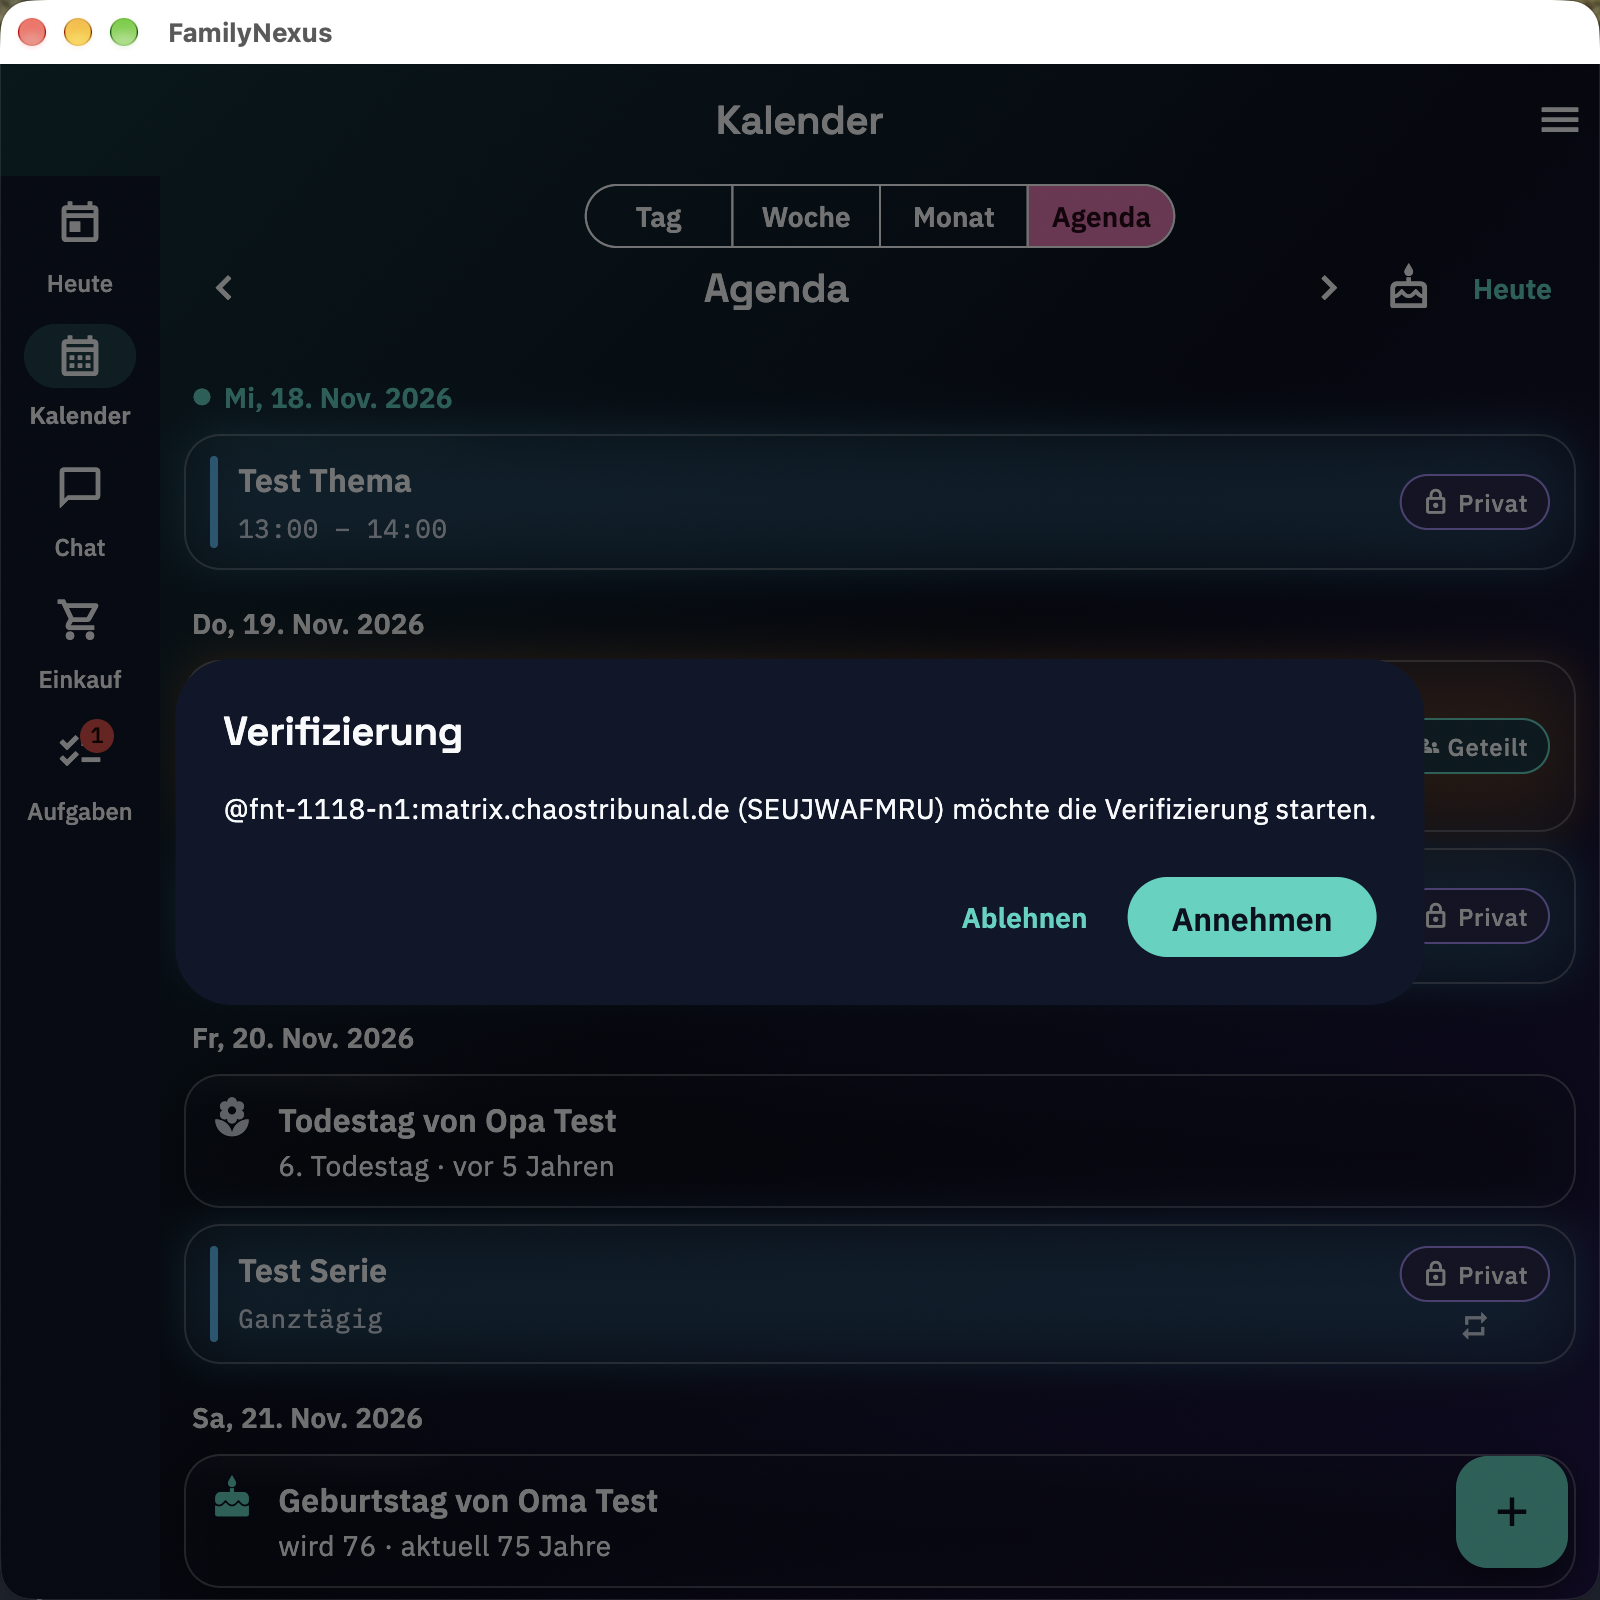 FamilyNexus
Kalender
Tag
Woche
Monat
Agenda
Agenda
Heute
Heute
Kalender
Chat
Einkauf
1
Aufgaben
Mi, 18. Nov. 2026
Test Thema
13:00 – 14:00
Privat
Do, 19. Nov. 2026
Geteilt
Privat
Verifizierung
@fnt-1118-n1:matrix.chaostribunal.de (SEUJWAFMRU) möchte die Verifizierung starten.
Ablehnen
Annehmen
Fr, 20. Nov. 2026
Todestag von Opa Test
6. Todestag · vor 5 Jahren
Test Serie
Ganztägig
Privat
Sa, 21. Nov. 2026
Geburtstag von Oma Test
wird 76 · aktuell 75 Jahre